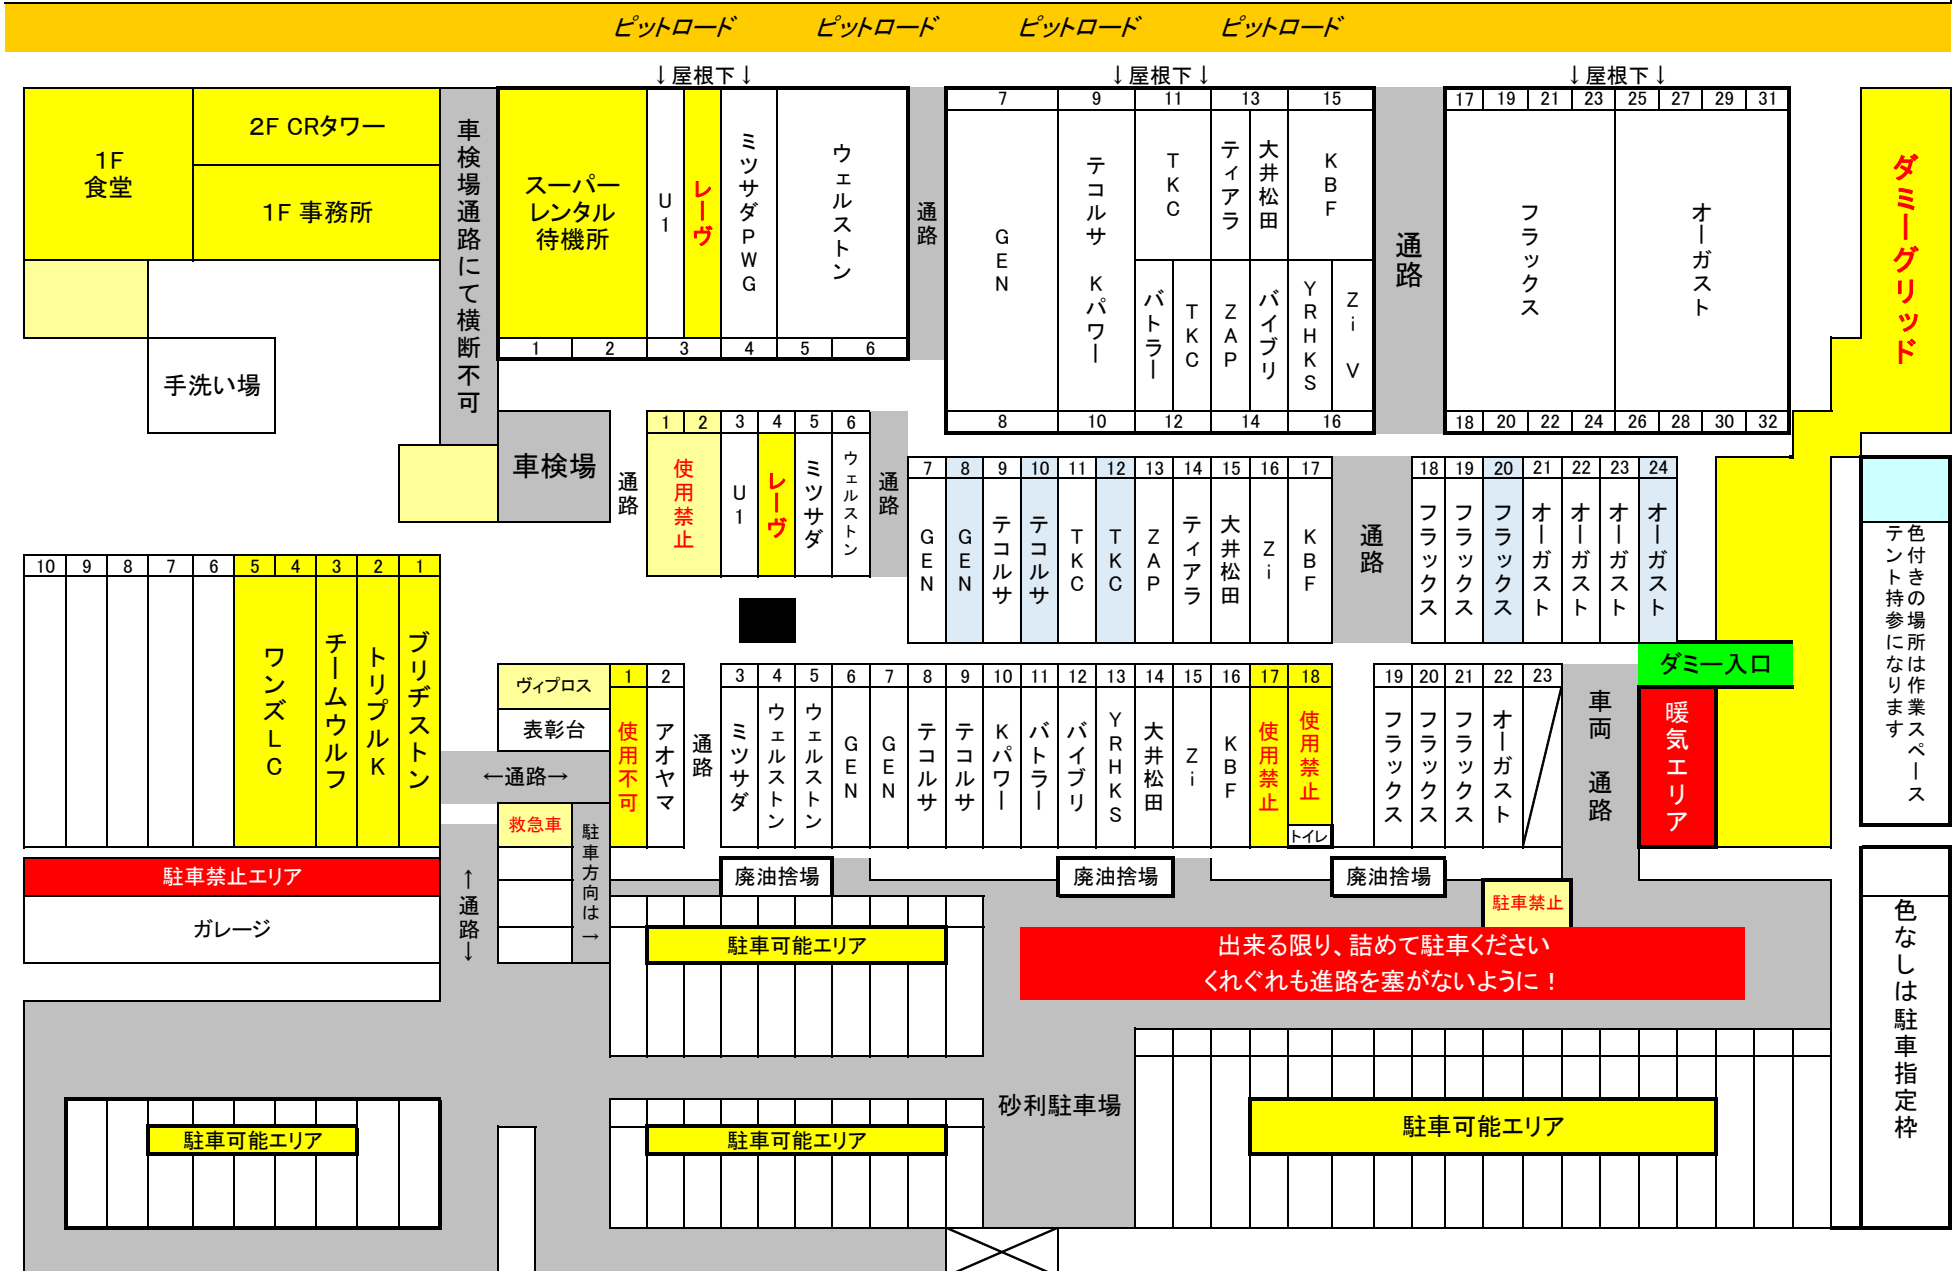 ピットロード ピットロード ピットロード ピットロード
↓屋根下↓ ↓屋根下↓ ↓屋根下↓
1F
食堂
2F CRタワー
1F 事務所
車検場通路にて横断不可
スーパー
レンタル
待機所
U1
レーヴ
ミツサダPWG
ウェルストン
1 2 3 4 5 6
通路
7 9 11 13 15
GEN
テコルサ Kパワー
TKC
ティアラ
大井松田
KBF
バトラー
TKC
ZAP
バイブリ
YRHKS
Zi V
8 10 12 14 16
通路
17 19 21 23 25 27 29 31
フラックス
オーガスト
18 20 22 24 26 28 30 32
ダミーグリッド
手洗い場
車検場
通路
1 2 3 4 5 6
使用禁止
U1
レーヴ
ミツサダ
ウェルストン
通路
7 8 9 10 11 12 13 14 15 16 17
GEN
GEN
テコルサ
テコルサ
TKC
TKC
ZAP
ティアラ
大井松田
Zi
KBF
通路
18 19 20 21 22 23 24
フラックス
フラックス
フラックス
オーガスト
オーガスト
オーガスト
オーガスト
色付きの場所は作業スペース
テント持参になります
10 9 8 7 6 5 4 3 2 1
ワンズLC
チームウルフ
トリプルK
ブリヂストン
ヴィプロス
表彰台
←通路→
救急車
駐車方向は→
1 2
使用不可
アオヤマ
通路
3 4 5 6 7 8 9 10 11 12 13 14 15 16 17 18
ミツサダ
ウェルストン
ウェルストン
GEN
GEN
テコルサ
テコルサ
Kパワー
バトラー
バイブリ
YRHKS
大井松田
Zi
KBF
使用禁止
使用禁止
トイレ
19 20 21 22 23
フラックス
フラックス
フラックス
オーガスト
車両 通路
ダミー入口
暖気エリア
駐車禁止エリア
ガレージ
←通路→
廃油捨場
廃油捨場
廃油捨場
駐車禁止
駐車可能エリア
出来る限り、詰めて駐車ください
くれぐれも進路を塞がないように！
色なしは駐車指定枠
砂利駐車場
駐車可能エリア
駐車可能エリア
駐車可能エリア